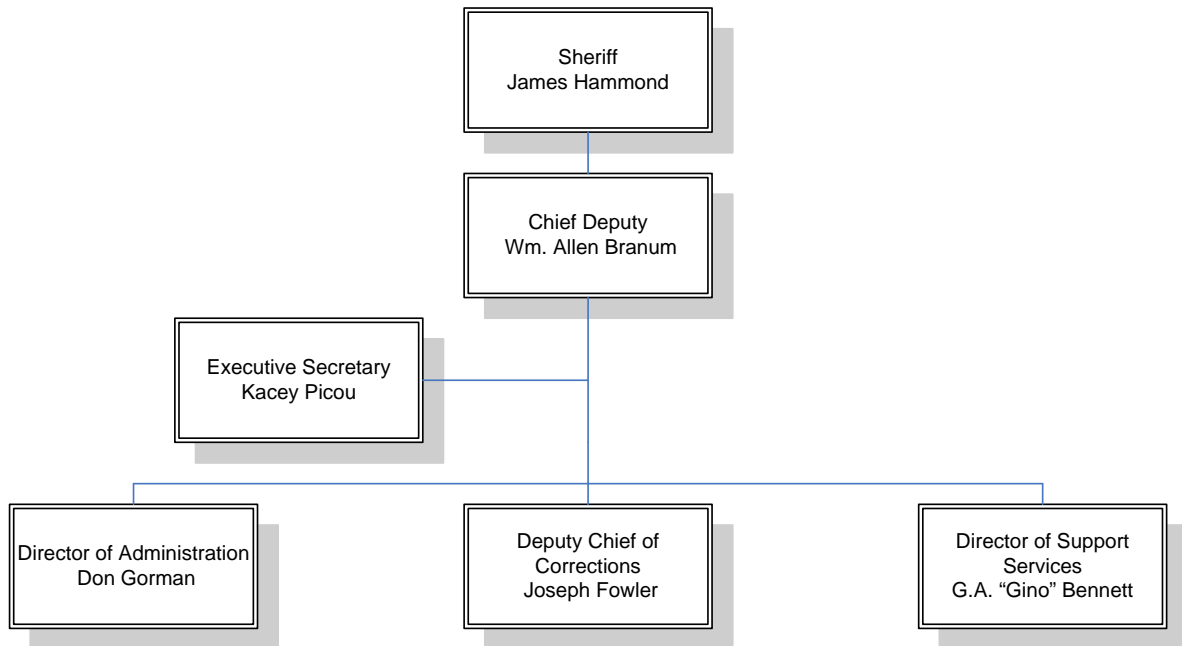 Sheriff
James Hammond
Chief Deputy
Wm. Allen Branum
Executive Secretary
Kacey Picou
Director of Administration
Don Gorman
Deputy Chief of
Corrections
Joseph Fowler
Director of Support
Services
G.A. “Gino” Bennett